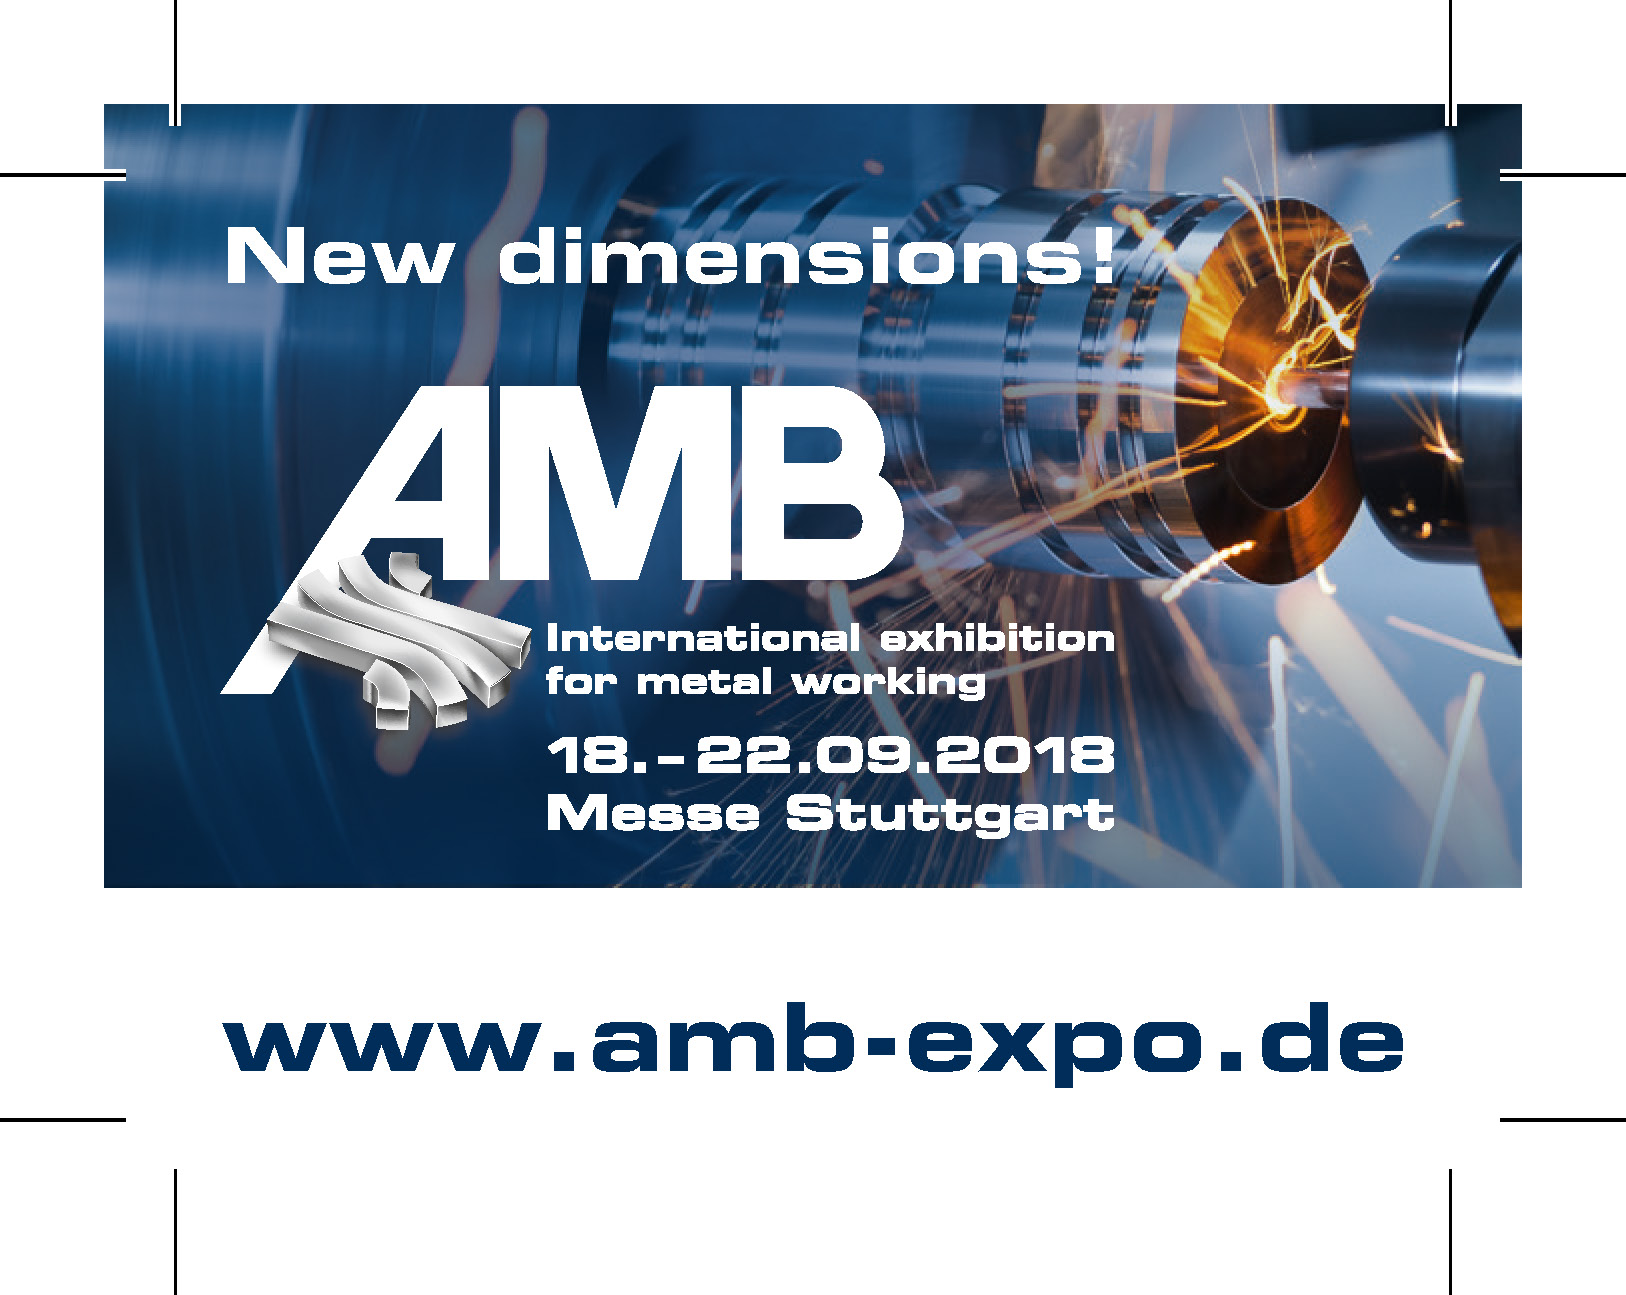 New dimensions!
AMB
International exhibition
for metal working
18. – 22.09.2018
Messe Stuttgart
www.amb-expo.de